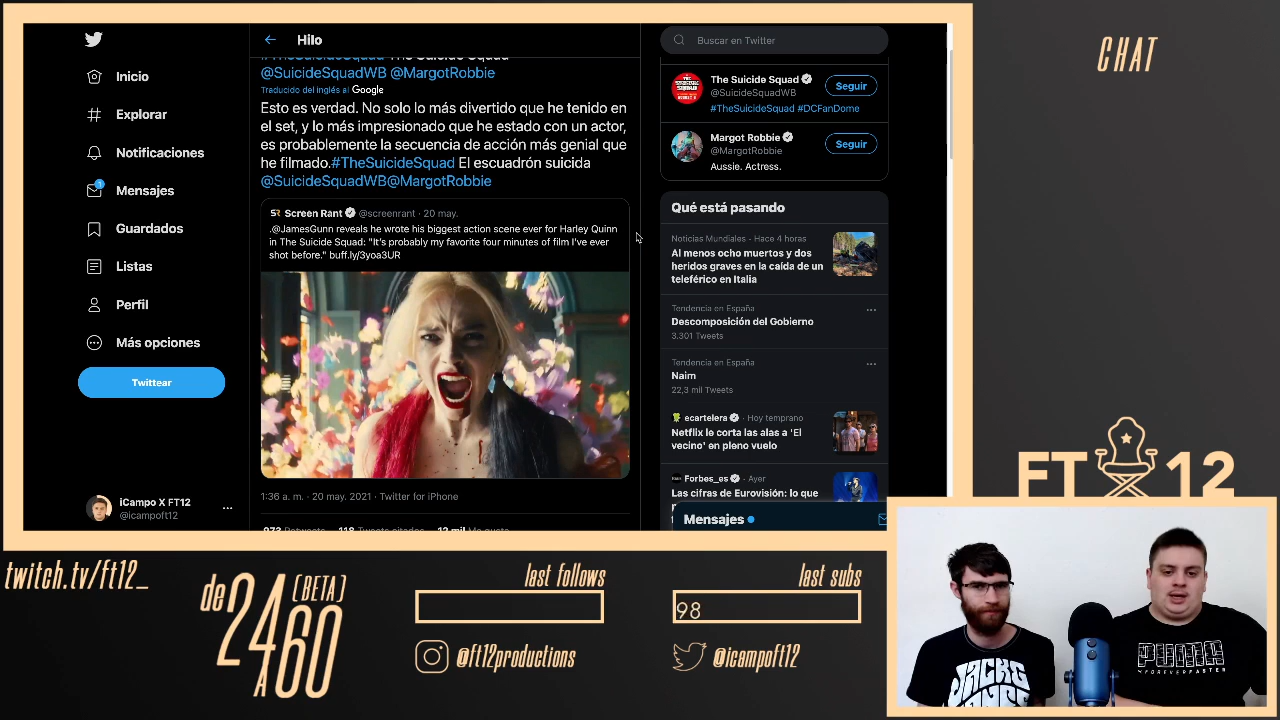 Inicio
Explorar
Notificaciones
Mensajes
Guardados
Listas
Perfil
Más opciones
Twittear
iCampo X FT12
@icampoft12
Hilo
@SuicideSquadWB @MargotRobbie
Traducido del inglés al Google
Esto es verdad. No solo lo más divertido que he tenido en
el set, y lo más impresionado que he estado con un actor,
es probablemente la secuencia de acción más genial que
he filmado.#TheSuicideSquad El escuadrón suicida
@SuicideSquadWB@MargotRobbie
SR Screen Rant @screenrant · 20 may.
.@JamesGunn reveals he wrote his biggest action scene ever for Harley Quinn
in The Suicide Squad: "It's probably my favorite four minutes of film I've ever
shot before." buff.ly/3yoa3UR
1:36 a. m. · 20 may. 2021 · Twitter for iPhone
Buscar en Twitter
The Suicide Squad
@SuicideSquadWB
#TheSuicideSquad #DCFanDome
Seguir
Margot Robbie
@MargotRobbie
Aussie. Actress.
Seguir
Qué está pasando
Noticias Mundiales · Hace 4 horas
Al menos ocho muertos y dos
heridos graves en la caída de un
teleférico en Italia
Tendencia en España
Descomposición del Gobierno
3.301 Tweets
Tendencia en España
Naim
22,3 mil Tweets
ecartelera · Hoy temprano
Netflix le corta las alas a 'El
vecino' en pleno vuelo
Forbes_es · Ayer
Las cifras de Eurovisión: lo que
Mensajes
CHAT
FT 12
twitch.tv/ft12_
de 24 A 60 (BETA)
last follows
@ft12productions
last subs
98
@icampoft12
PUMA
#FOREVERFASTER